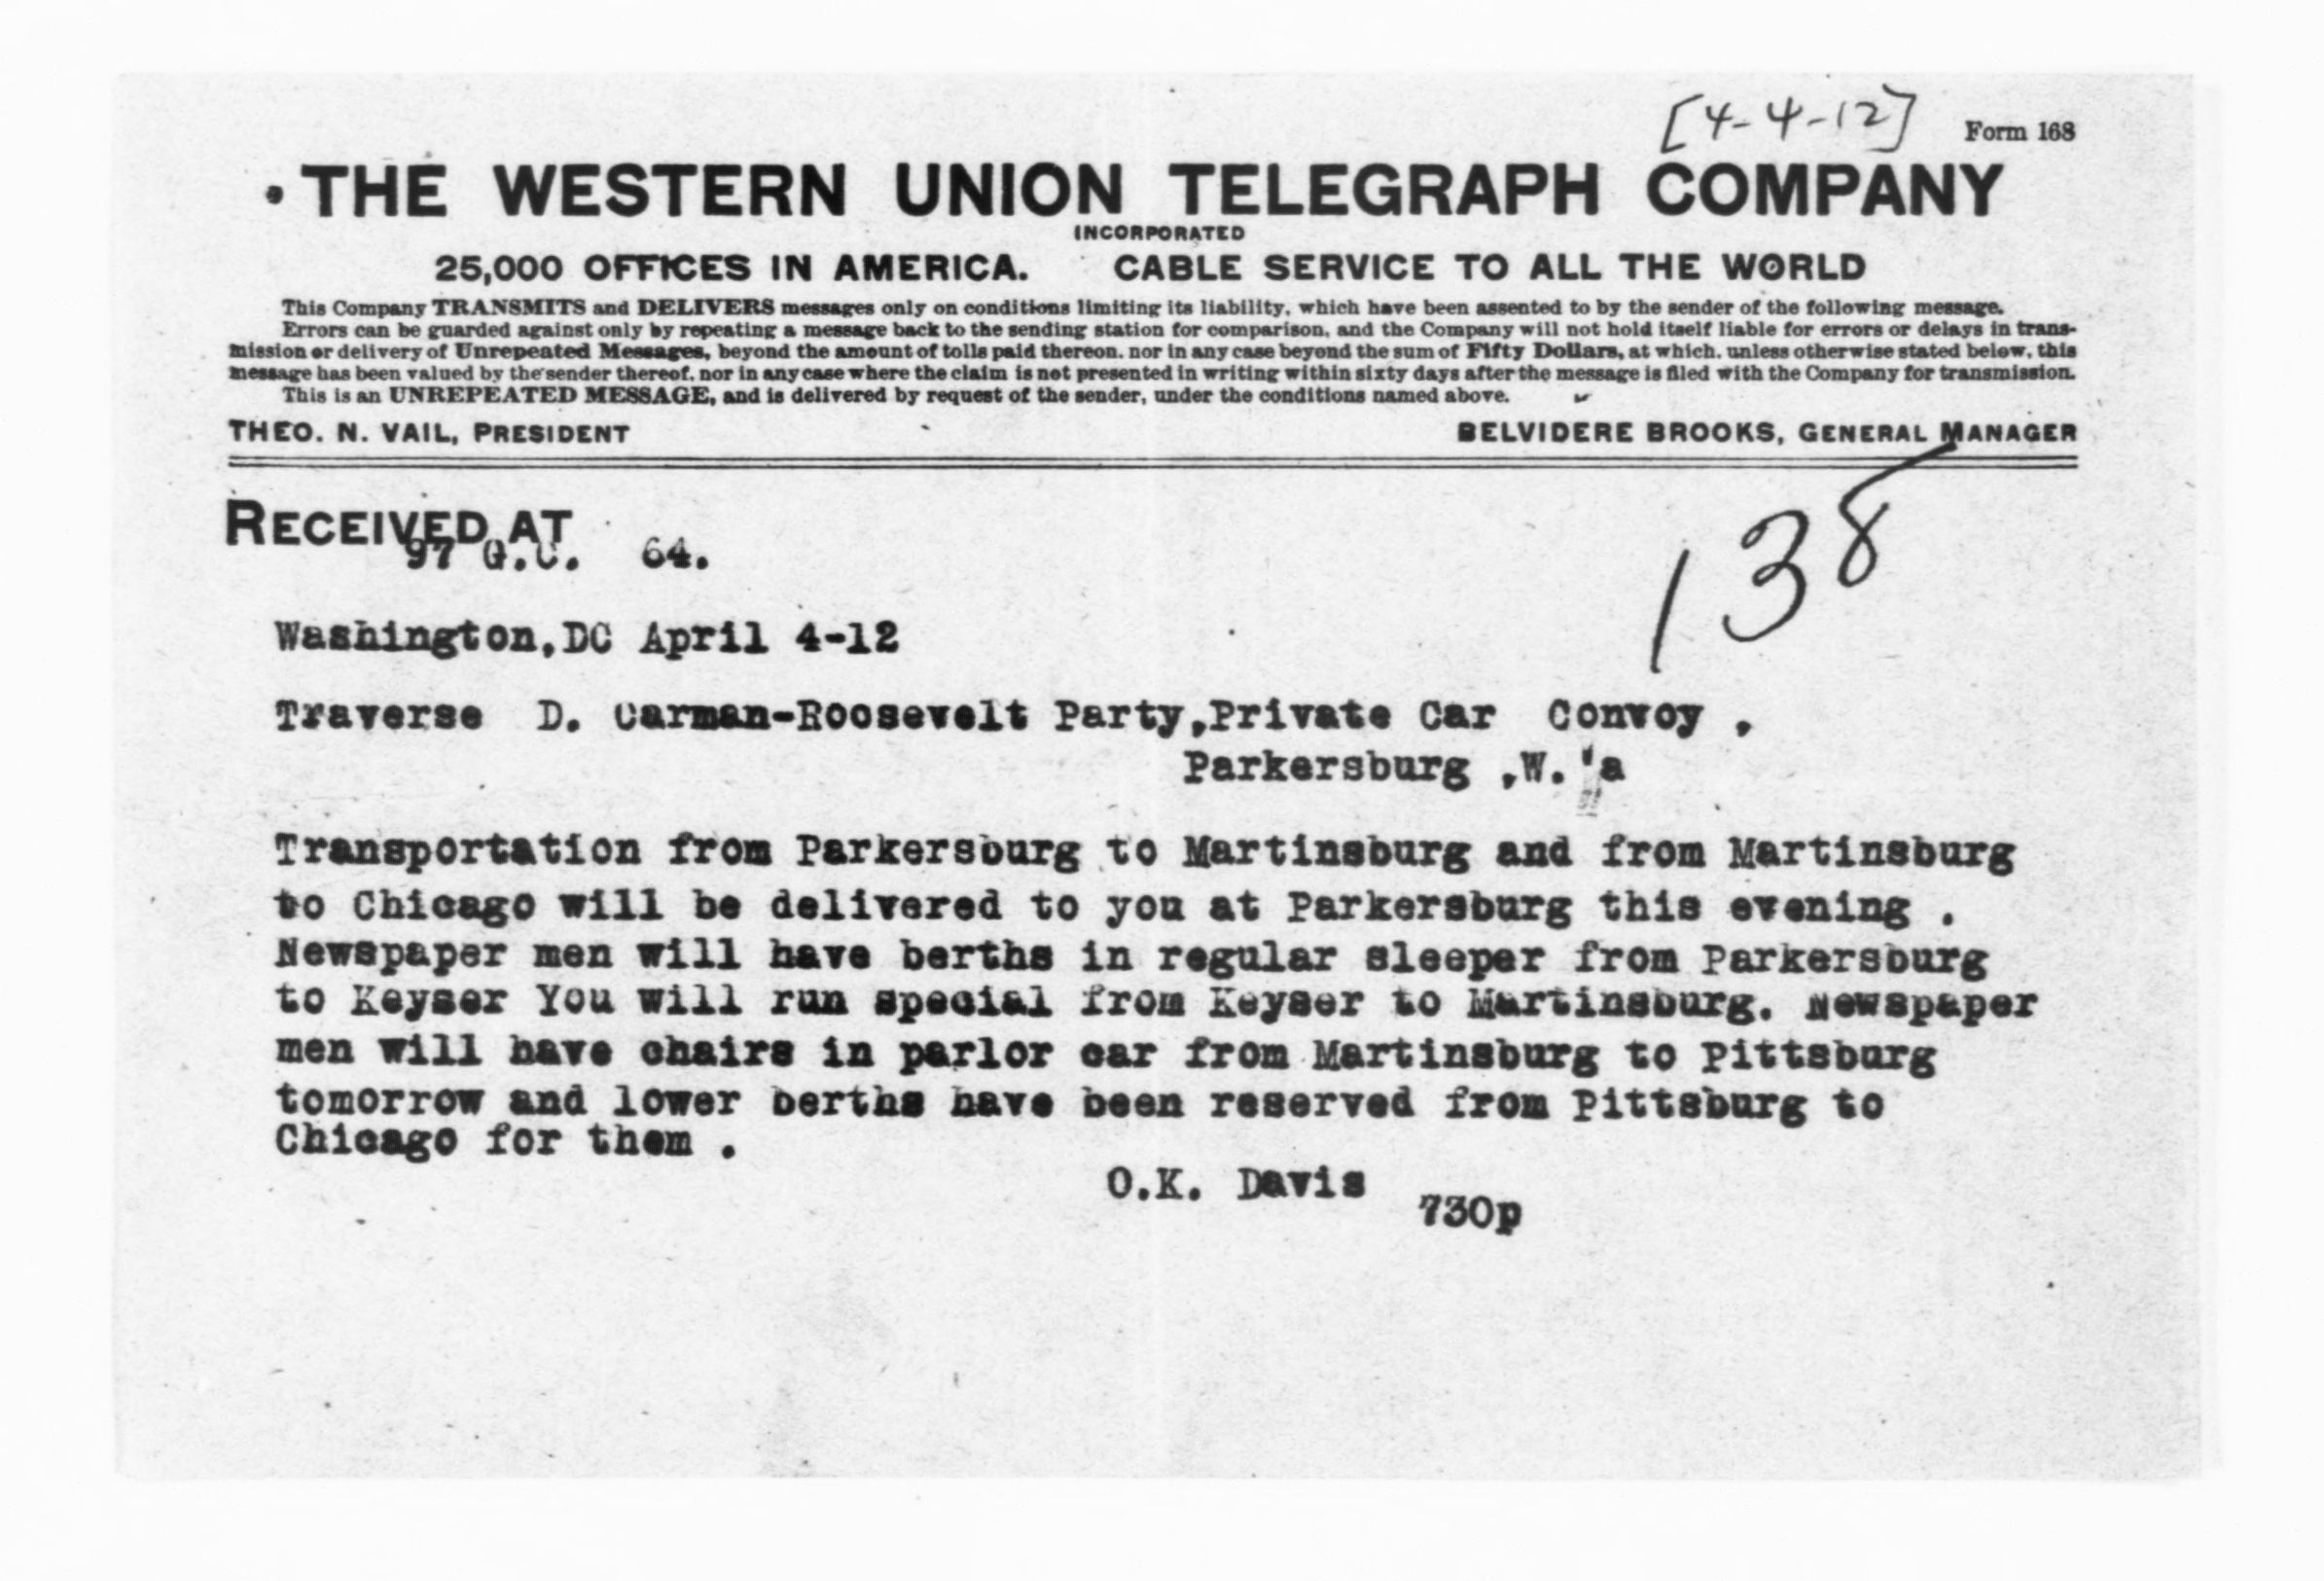 [4-4-12] Form 168
THE WESTERN UNION TELEGRAPH COMPANY
INCORPORATED
25,000 OFFICES IN AMERICA. CABLE SERVICE TO ALL THE WORLD
This Company TRANSMITS and DELIVERS messages only on conditions limiting its liability, which have been assented to by the sender of the following message.
Errors can be guarded against only by repeating a message back to the sending station for comparison, and the Company will not hold itself liable for errors or delays in trans-
mission or delivery of Unrepeated Messages, beyond the amount of tolls paid thereon, nor in any case beyond the sum of Fifty Dollars, at which, unless otherwise stated below, this
message has been valued by the sender thereof, nor in any case where the claim is not presented in writing within sixty days after the message is filed with the Company for transmission.
This is an UNREPEATED MESSAGE, and is delivered by request of the sender, under the conditions named above.
THEO. N. VAIL, PRESIDENT BELVIDERE BROOKS, GENERAL MANAGER
RECEIVED AT
138
97 G.U. 64.
Washington,DC April 4-12
Traverse D. Carman-Roosevelt Party,Private Car Convoy ,
Parkersburg ,W. a
Transportation from Parkersburg to Martinsburg and from Martinsburg
to Chicago will be delivered to you at Parkersburg this evening .
Newspaper men will have berths in regular sleeper from Parkersburg
to Keyser You will run special from Keyser to Martinsburg. Newspaper
men will have chairs in parlor car from Martinsburg to Pittsburg
tomorrow and lower berths have been reserved from Pittsburg to
Chicago for them .
O.K. Davis
730p